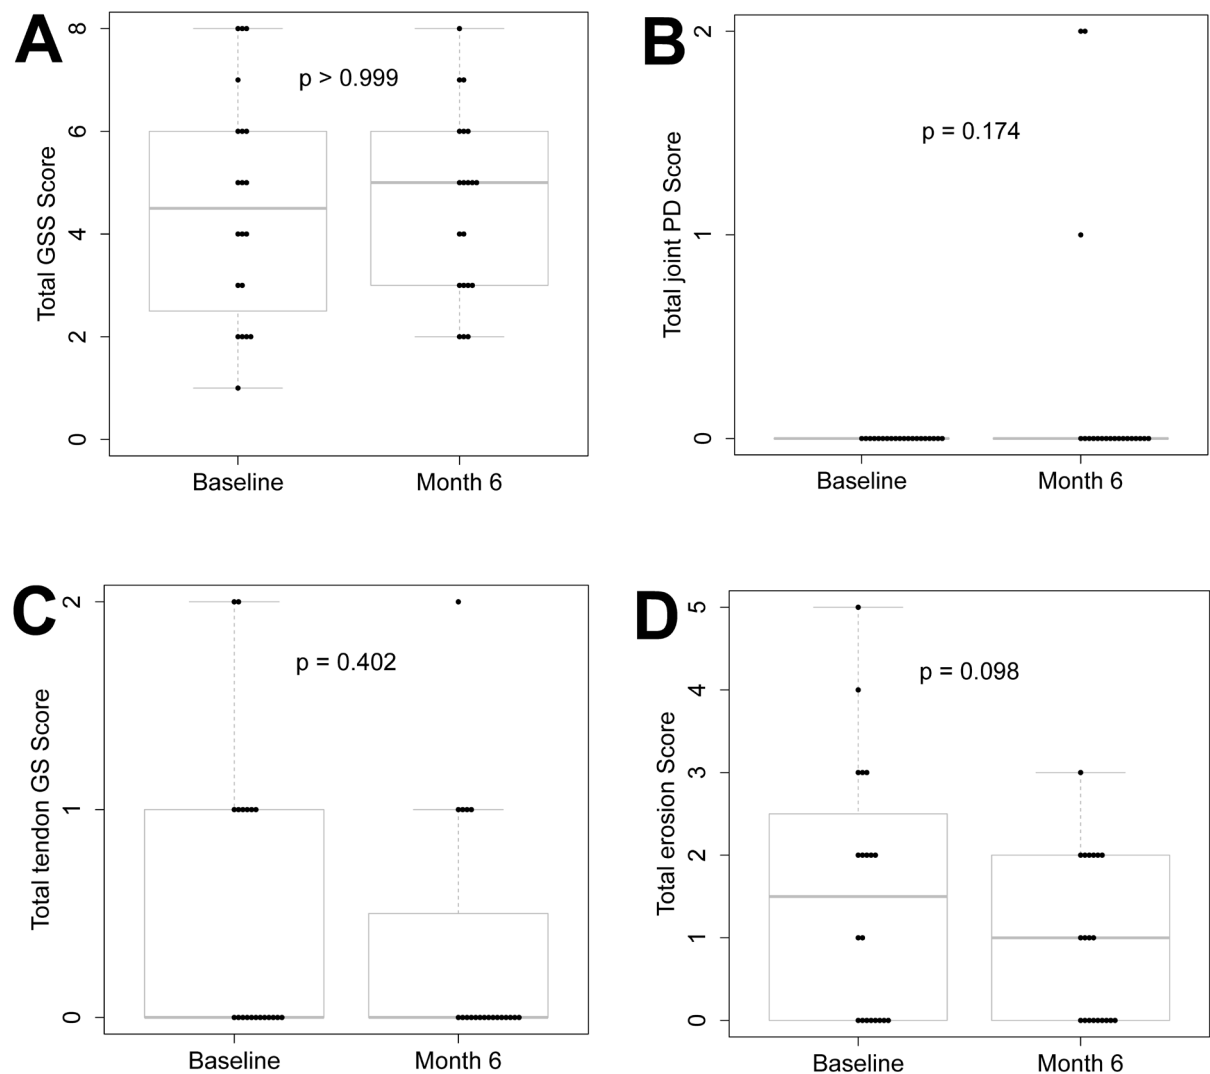 A
Total GSS Score
8
6
4
2
0
p > 0.999
Baseline
Month 6
B
Total joint PD Score
2
1
0
p = 0.174
Baseline
Month 6
C
Total tendon GS Score
2
1
0
p = 0.402
Baseline
Month 6
D
Total erosion Score
5
4
3
2
1
0
p = 0.098
Baseline
Month 6